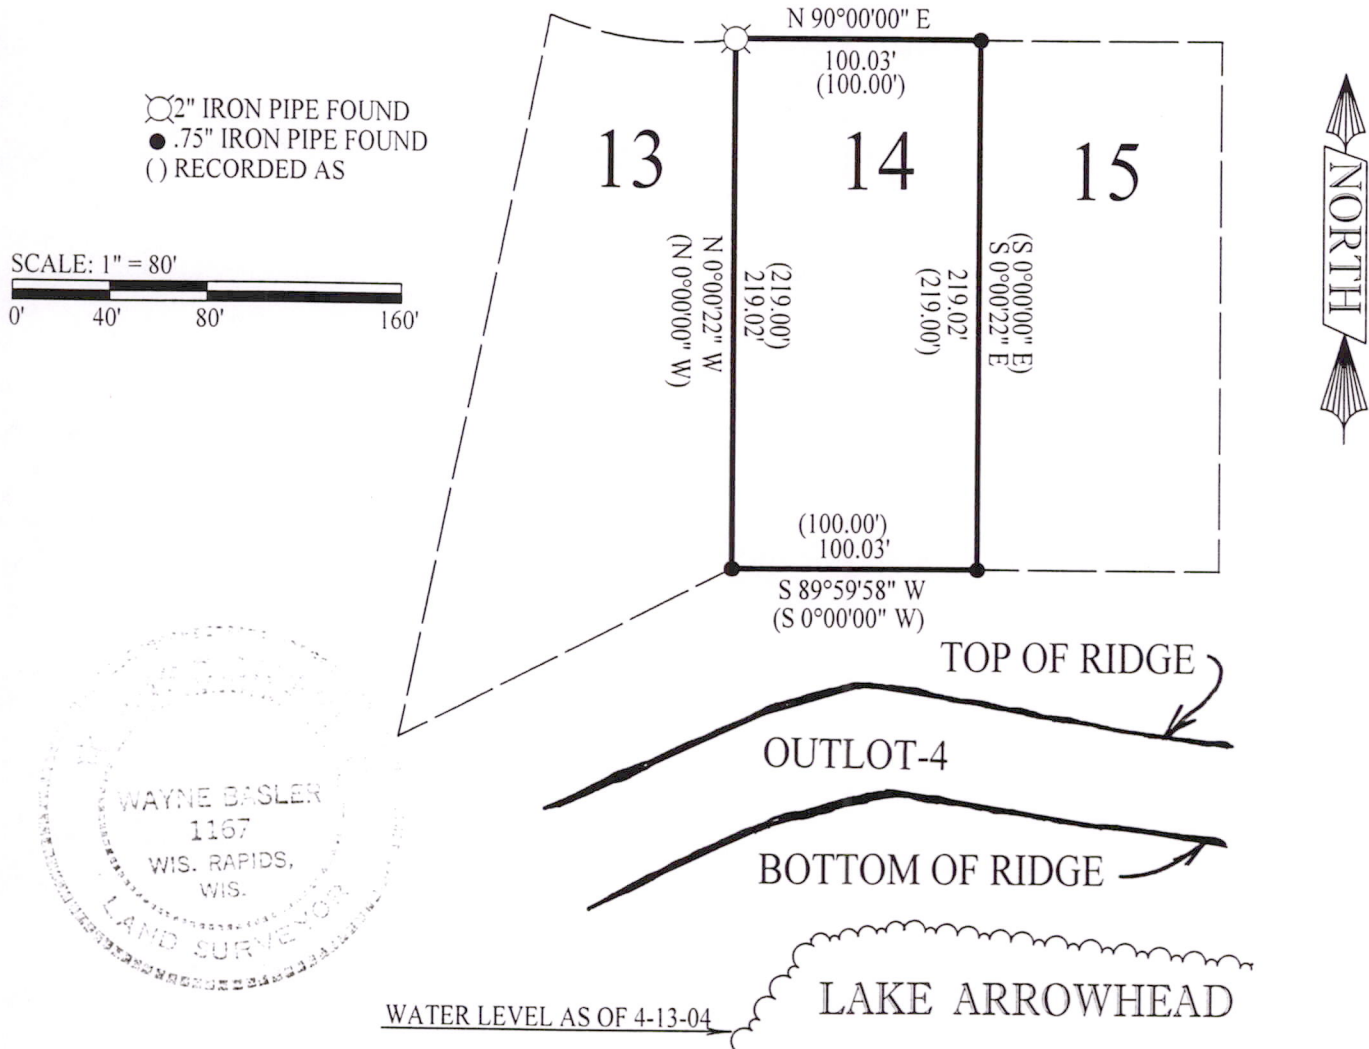 N 90°00'00" E
100.03'
(100.00')
2" IRON PIPE FOUND
.75" IRON PIPE FOUND
( ) RECORDED AS
13
14
15
NORTH
SCALE: 1" = 80'
0' 40' 80' 160'
N 0°00'22" W
(N 0°00'00" W)
(219.00')
219.02'
219.02'
(219.00')
(S 0°00'00" E)
S 0°00'22" E
(100.00')
100.03'
S 89°59'58" W
(S 0°00'00" W)
TOP OF RIDGE
OUTLOT-4
BOTTOM OF RIDGE
WAYNE BASLER
1167
WIS. RAPIDS,
WIS.
LAND SURVEYOR
LAKE ARROWHEAD
WATER LEVEL AS OF 4-13-04